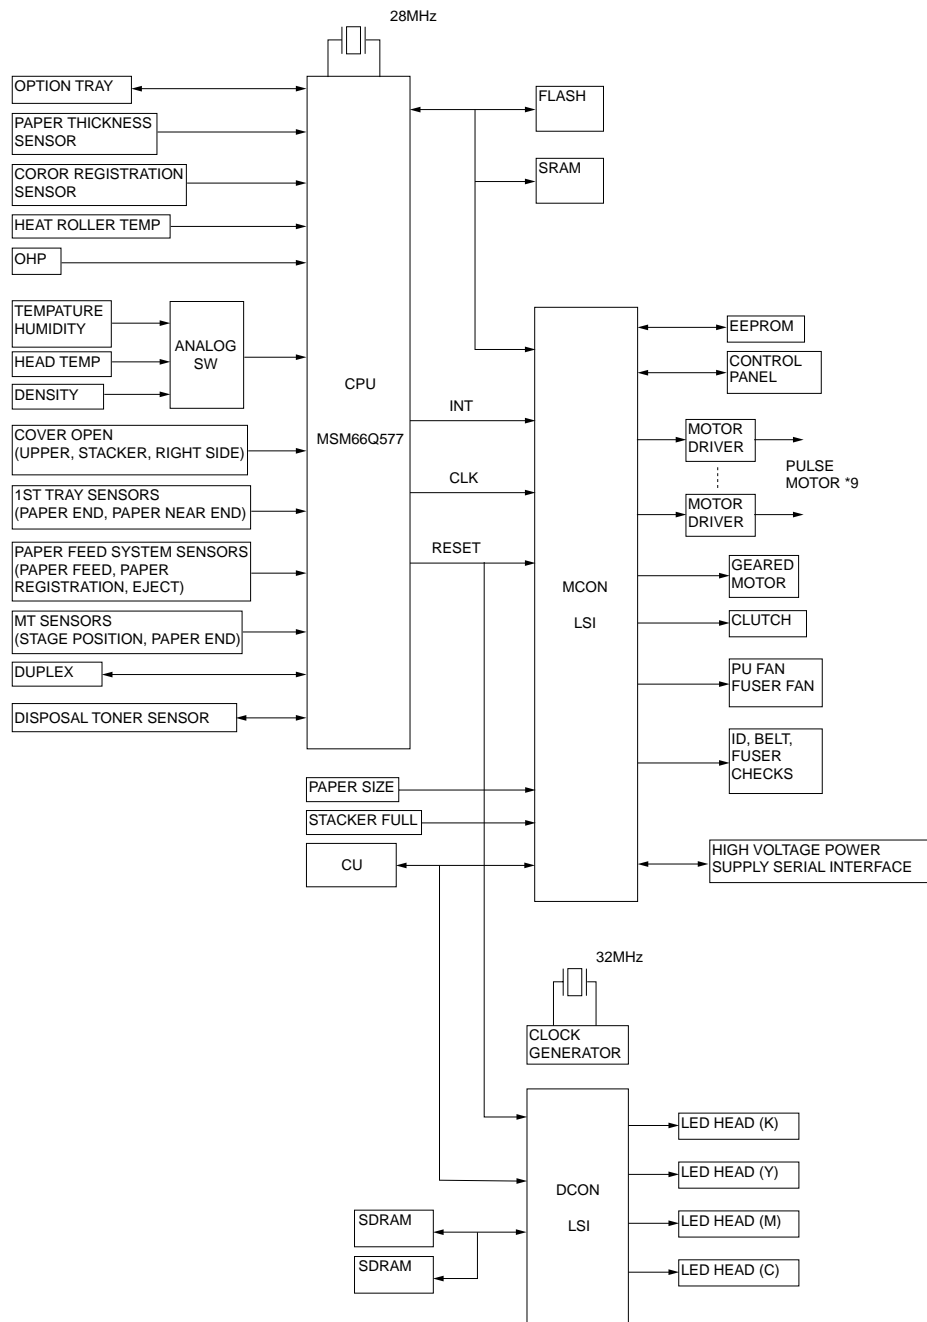 28MHz
OPTION TRAY
PAPER THICKNESS
SENSOR
COROR REGISTRATION
SENSOR
HEAT ROLLER TEMP
OHP
TEMPATURE
HUMIDITY
HEAD TEMP
DENSITY
ANALOG
SW
COVER OPEN
(UPPER, STACKER, RIGHT SIDE)
1ST TRAY SENSORS
(PAPER END, PAPER NEAR END)
PAPER FEED SYSTEM SENSORS
(PAPER FEED, PAPER
REGISTRATION, EJECT)
MT SENSORS
(STAGE POSITION, PAPER END)
DUPLEX
DISPOSAL TONER SENSOR
CPU
MSM66Q577
FLASH
SRAM
INT
CLK
RESET
PAPER SIZE
STACKER FULL
CU
MCON
LSI
EEPROM
CONTROL
PANEL
MOTOR
DRIVER
MOTOR
DRIVER
PULSE
MOTOR *9
GEARED
MOTOR
CLUTCH
PU FAN
FUSER FAN
ID, BELT,
FUSER
CHECKS
HIGH VOLTAGE POWER
SUPPLY SERIAL INTERFACE
32MHz
CLOCK
GENERATOR
DCON
LSI
SDRAM
SDRAM
LED HEAD (K)
LED HEAD (Y)
LED HEAD (M)
LED HEAD (C)